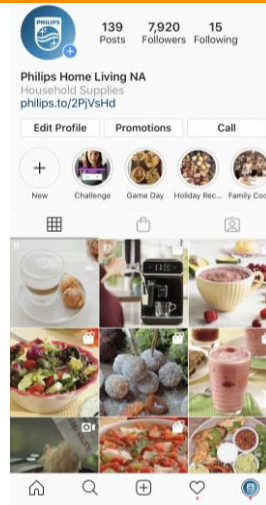 PHILIPS
139 7,920 15
Posts Followers Following
Philips Home Living NA
Household Supplies
philips.to/2PjVsHd
Edit Profile Promotions Call
New Challenge Game Day Holiday Rec... Family Coo